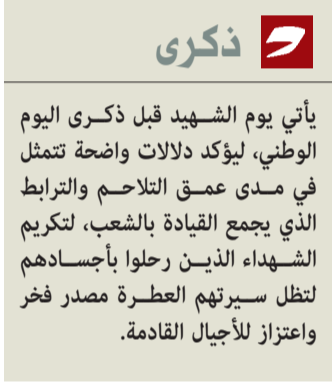 ذكرى
يأتي يوم الشهيد قبل ذكرى اليوم
الوطني، ليؤكد دلالات واضحة تتمثل
في مدى عمق التلاحم والترابط
الذي يجمع القيادة بالشعب، لتكريم
الشهداء الذين رحلوا بأجسادهم
لتظل سيرتهم العطرة مصدر فخر
واعتزاز للأجيال القادمة.